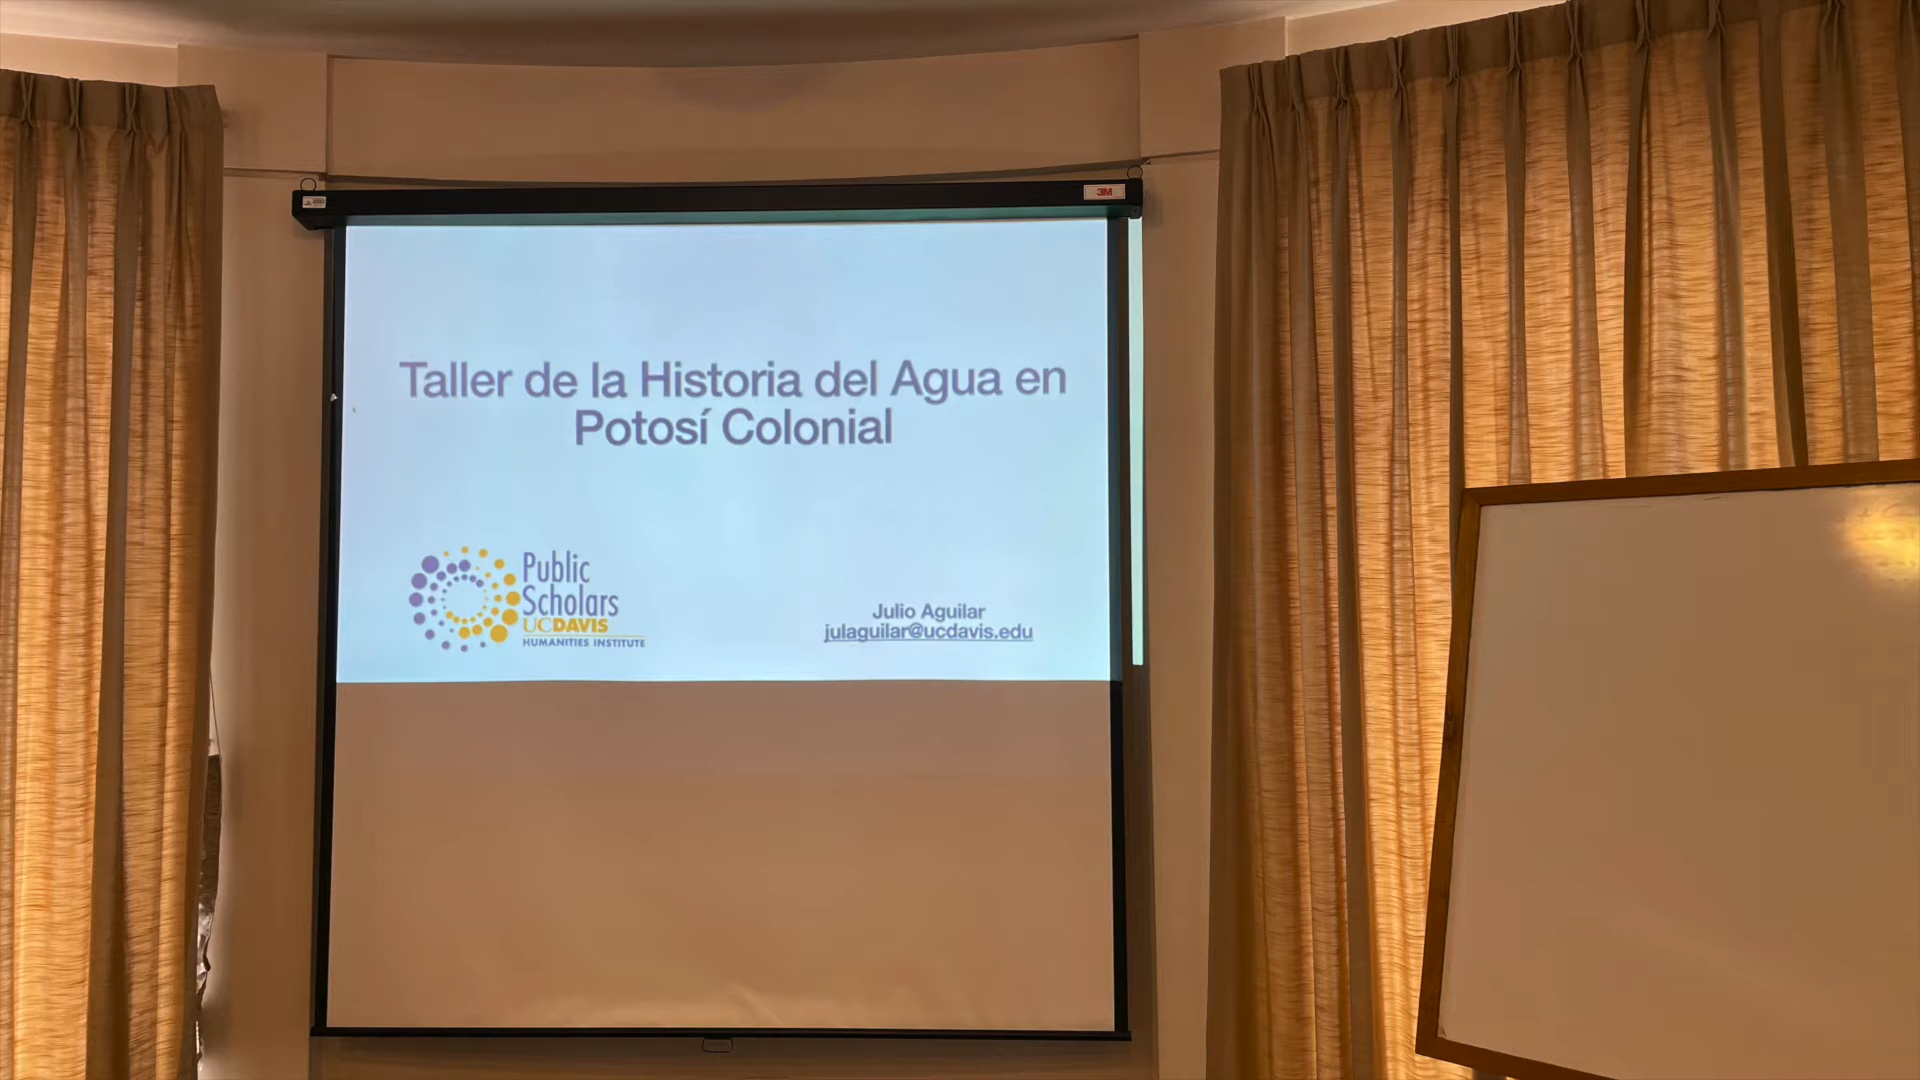 3M
Taller de la Historia del Agua en
Potosí Colonial
Public
Scholars
UCDAVIS
HUMANITIES INSTITUTE
Julio Aguilar
julaguilar@ucdavis.edu